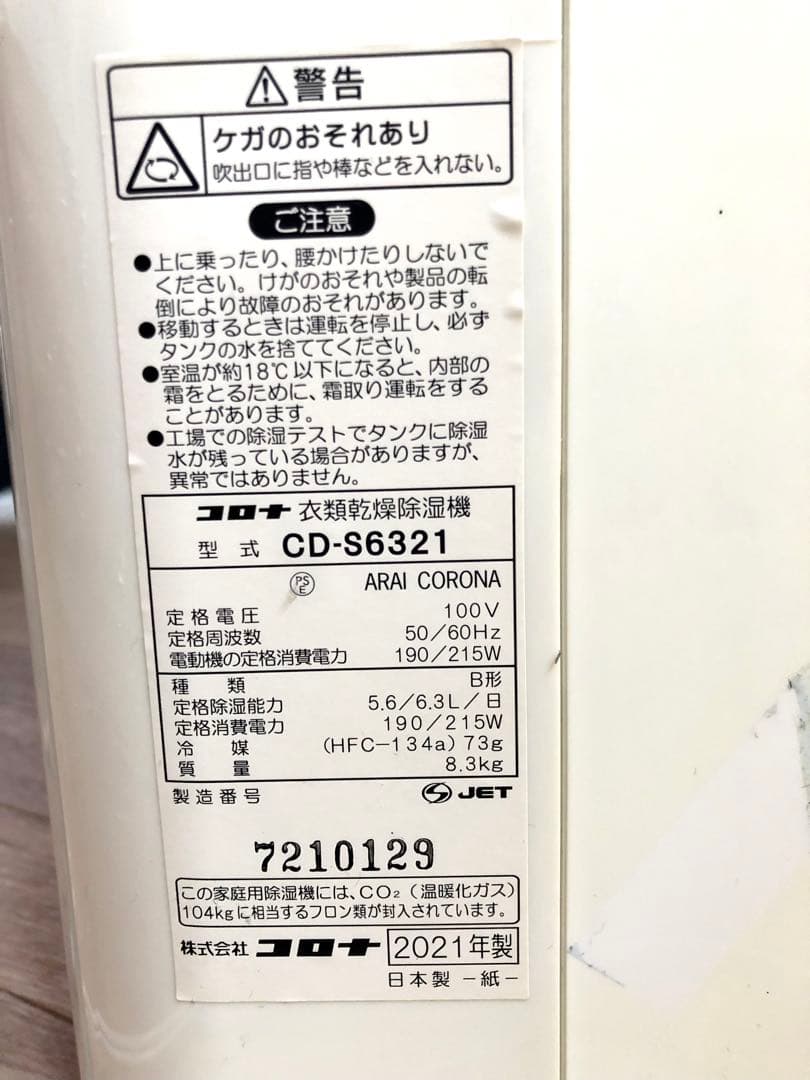 警告
ケガのおそれあり
吹出口に指や棒などを入れない。
ご注意
●上に乗ったり、腰かけたりしないで
ください。けがのおそれや製品の転
倒により故障のおそれがあります。
●移動するときは運転を停止し、必ず
タンクの水を捨ててください。
●室温が約18℃以下になると、内部の
霜をとるために、霜取り運転をする
ことがあります。
●工場での除湿テストでタンクに除湿
水が残っている場合がありますが、
異常ではありません。
コロナ 衣類乾燥除湿機
型式 CD-S6321
PSE ARAI CORONA
定格電圧 100V
定格周波数 50/60Hz
電動機の定格消費電力 190/215W
種類 B形
定格除湿能力 5.6/6.3L/日
定格消費電力 190/215W
冷媒 (HFC-134a) 73g
質量 8.3kg
製造番号 JET
7210129
この家庭用除湿機には、CO₂(温暖化ガス)
104kgに相当するフロン類が封入されています。
株式会社 コロナ 2021年製
日本製 -紙-